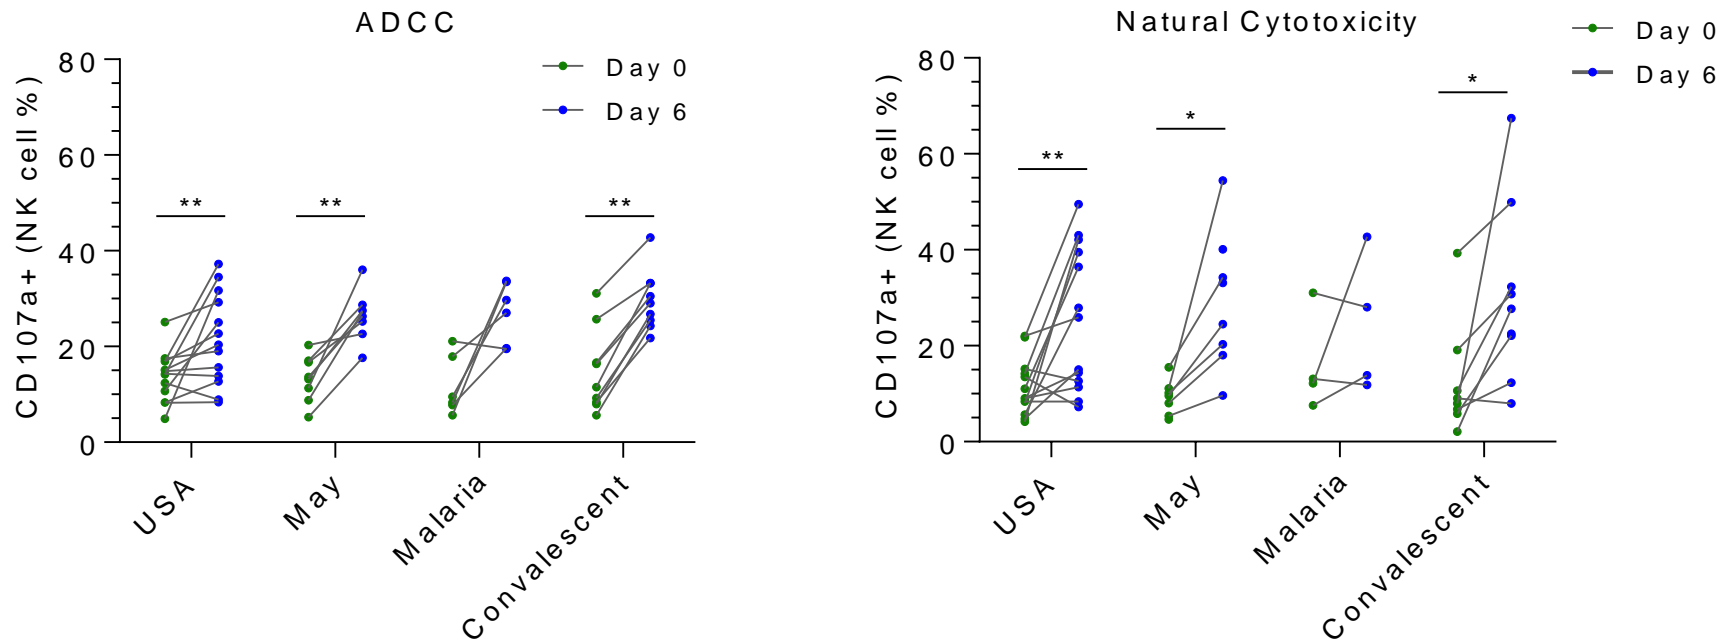 ADCC
Day 0
Day 6
CD107a+ (NK cell %)
80
60
40
20
0
**
**
**
USA
May
Malaria
Convalescent
Natural Cytotoxicity
Day 0
Day 6
CD107a+ (NK cell %)
80
60
40
20
0
**
*
*
USA
May
Malaria
Convalescent